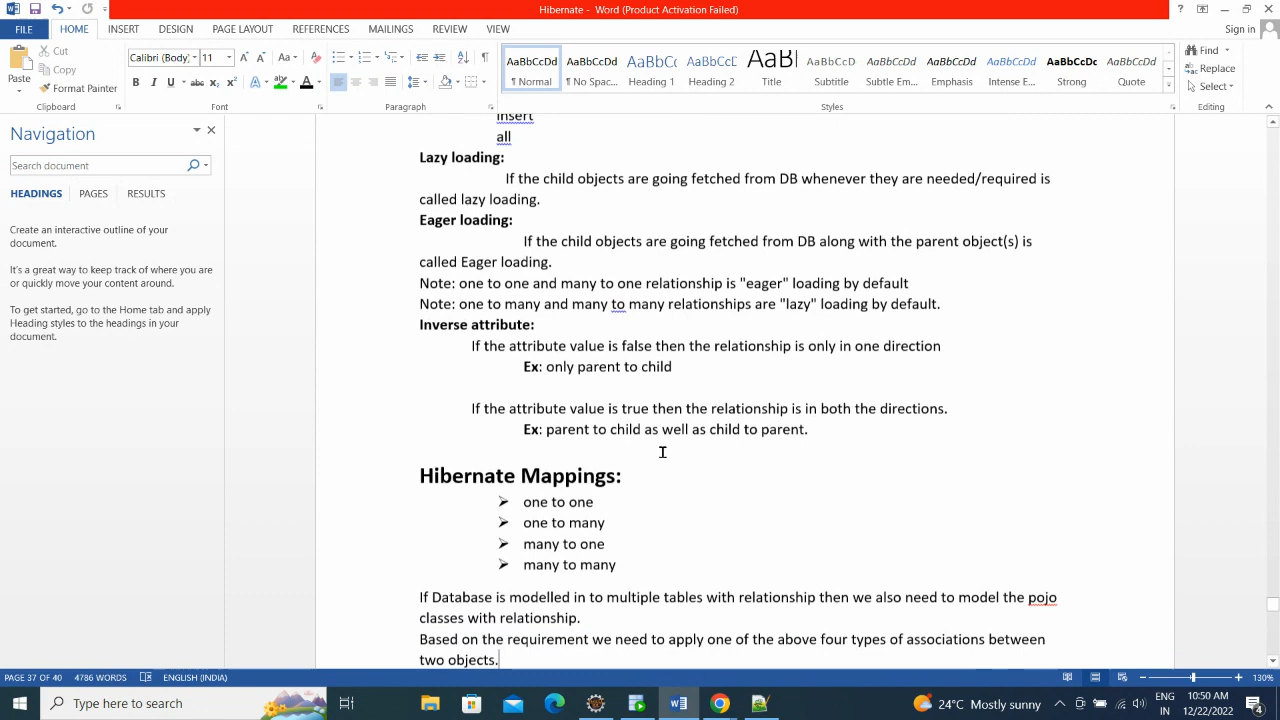 Hibernate - Word (Product Activation Failed)
Sign in
FILE HOME INSERT DESIGN PAGE LAYOUT REFERENCES MAILINGS REVIEW VIEW
Paste
Cut
Copy
Format Painter
Clipboard
Calibri (Body) 11
Font
Paragraph
AaBbCcDd AaBbCcDd AaBbCc AaBbCcD AaBl AaBbCcD AaBbCcDd AaBbCcDd AaBbCcDd AaBbCcDc AaBbCcDd
¶ Normal ¶ No Spac... Heading 1 Heading 2 Title Subtitle Subtle Em... Emphasis Intense E... Strong Quote
Styles
Find
Replace
Select
Editing
Navigation
Search document
HEADINGS PAGES RESULTS
Create an interactive outline of your
document.
It's a great way to keep track of where you are
or quickly move your content around.
To get started, go to the Home tab and apply
Heading styles to the headings in your
document.
insert
all
Lazy loading:
If the child objects are going fetched from DB whenever they are needed/required is
called lazy loading.
Eager loading:
If the child objects are going fetched from DB along with the parent object(s) is
called Eager loading.
Note: one to one and many to one relationship is "eager" loading by default
Note: one to many and many to many relationships are "lazy" loading by default.
Inverse attribute:
If the attribute value is false then the relationship is only in one direction
Ex: only parent to child
If the attribute value is true then the relationship is in both the directions.
Ex: parent to child as well as child to parent.
Hibernate Mappings:
➢ one to one
➢ one to many
➢ many to one
➢ many to many
If Database is modelled in to multiple tables with relationship then we also need to model the pojo
classes with relationship.
Based on the requirement we need to apply one of the above four types of associations between
two objects.
PAGE 37 OF 40 4786 WORDS ENGLISH (INDIA) 130%
Type here to search
24°C Mostly sunny
ENG
IN
10:50 AM
12/22/2022
4